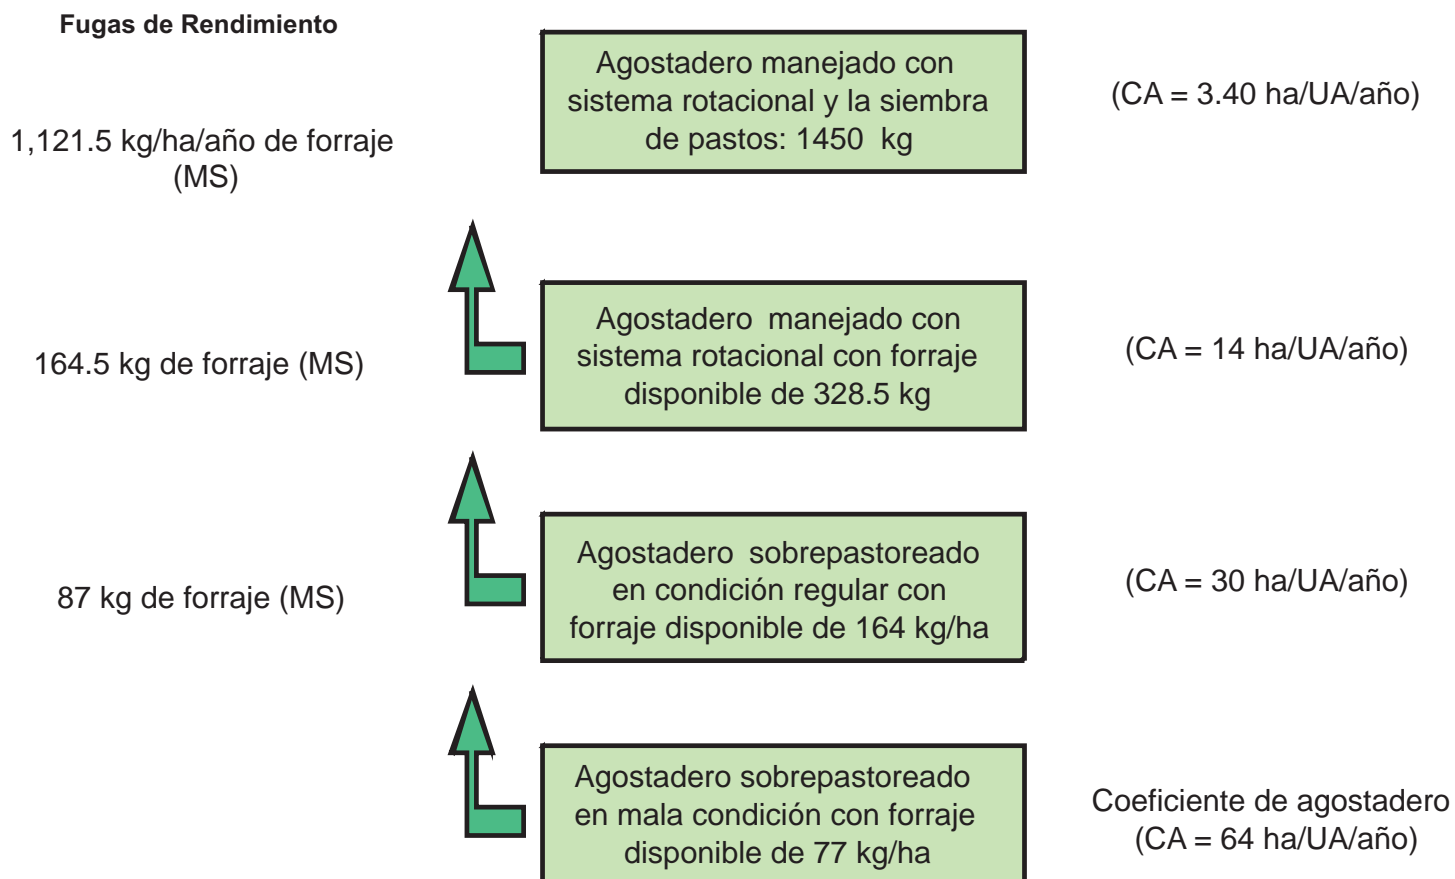 Fugas de Rendimiento
Agostadero manejado con
sistema rotacional y la siembra
de pastos: 1450 kg
(CA = 3.40 ha/UA/año)
1,121.5 kg/ha/año de forraje
(MS)
Agostadero manejado con
sistema rotacional con forraje
disponible de 328.5 kg
(CA = 14 ha/UA/año)
164.5 kg de forraje (MS)
Agostadero sobrepastoreado
en condición regular con
forraje disponible de 164 kg/ha
(CA = 30 ha/UA/año)
87 kg de forraje (MS)
Agostadero sobrepastoreado
en mala condición con forraje
disponible de 77 kg/ha
Coeficiente de agostadero
(CA = 64 ha/UA/año)